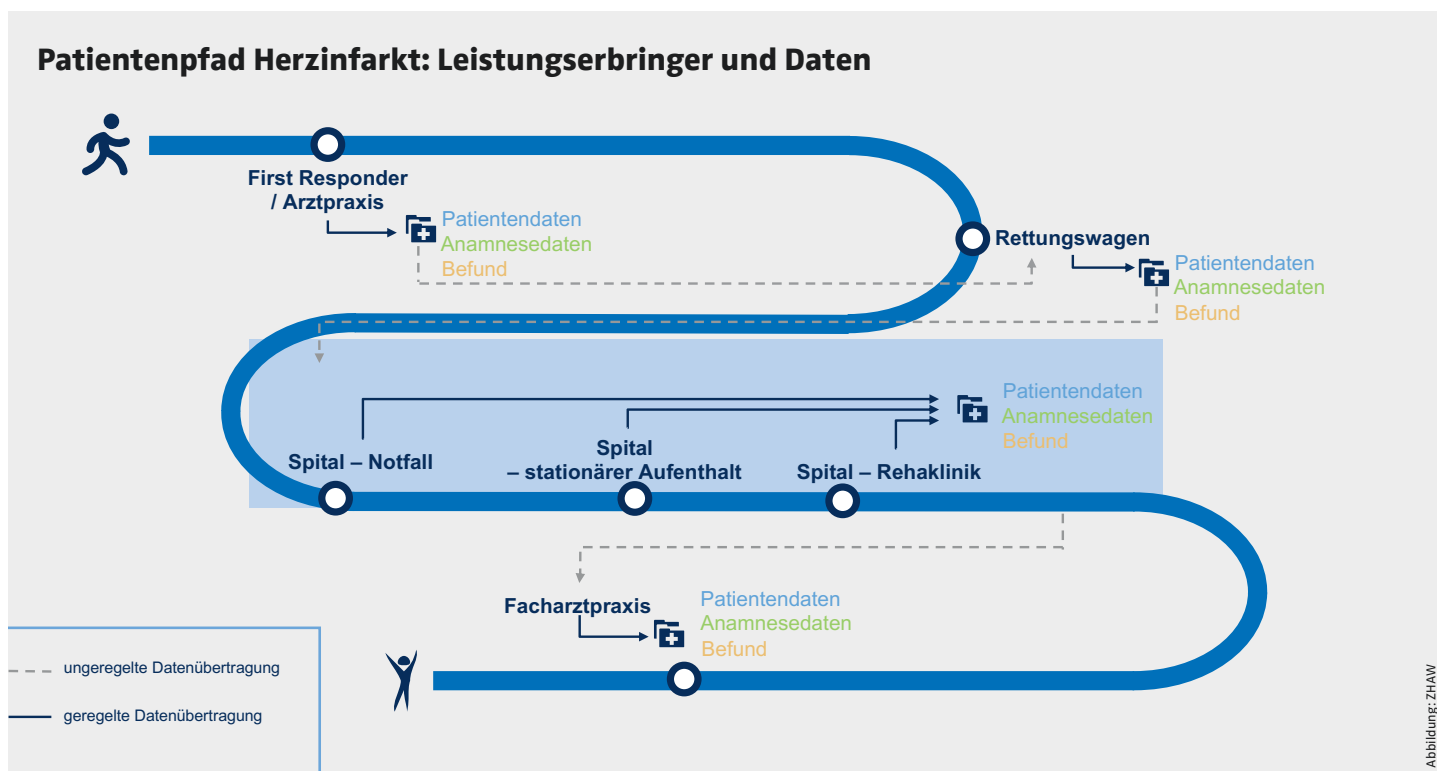 Patientenpfad Herzinfarkt: Leistungserbringer und Daten
First Responder
/ Arztpraxis
Patientendaten
Anamnesedaten
Befund
Rettungswagen
Patientendaten
Anamnesedaten
Befund
Patientendaten
Anamnesedaten
Befund
Spital – Notfall
Spital
– stationärer Aufenthalt
Spital – Rehaklinik
Facharztpraxis
Patientendaten
Anamnesedaten
Befund
ungeregelte Datenübertragung
geregelte Datenübertragung
Abbildung: ZHAW